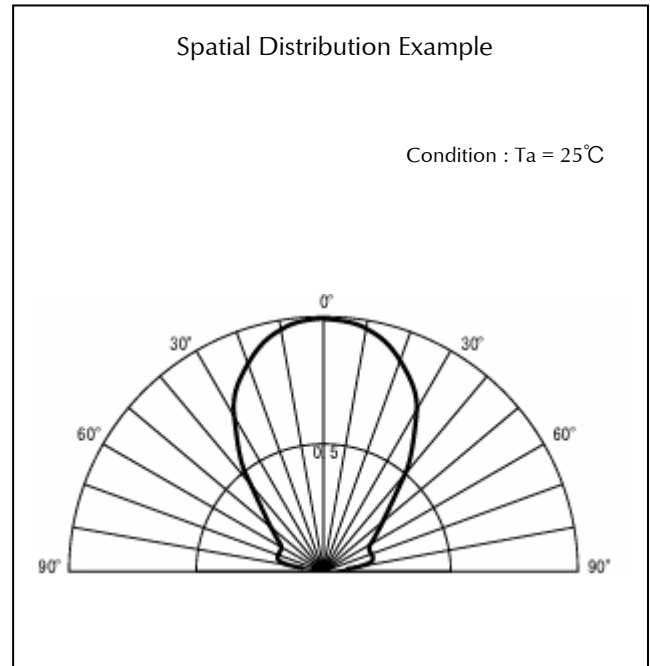 Spatial Distribution Example
Condition : Ta = 25℃
0°
30° 30°
60° 60°
0.5
90° 90°